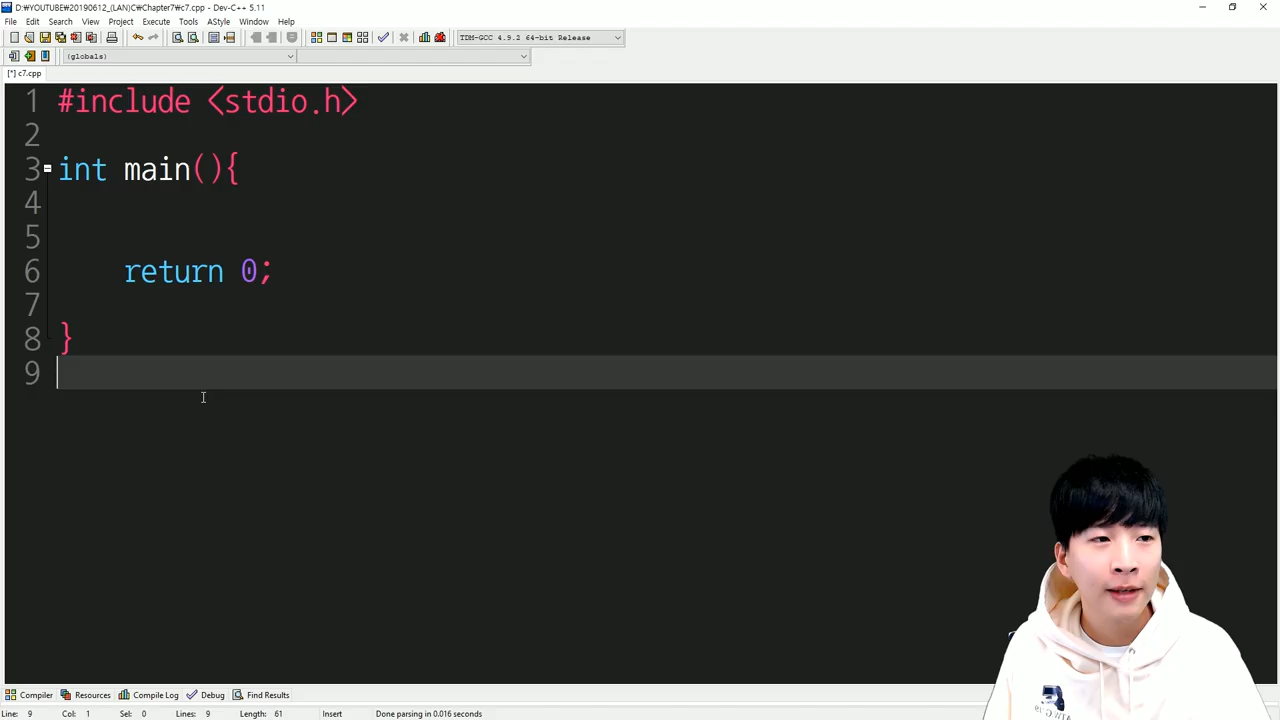 D:₩YOUTUBE₩20190612_(LAN)C₩Chapter7₩c7.cpp - Dev-C++ 5.11
File Edit Search View Project Execute Tools AStyle Window Help
TDM-GCC 4.9.2 64-bit Release
(globals)
[*] c7.cpp
1 #include <stdio.h>
2
3 int main(){
4
5
6 return 0;
7
8 }
9
Compiler Resources Compile Log Debug Find Results
Line: 9 Col: 1 Sel: 0 Lines: 9 Length: 61 Insert Done parsing in 0.016 seconds